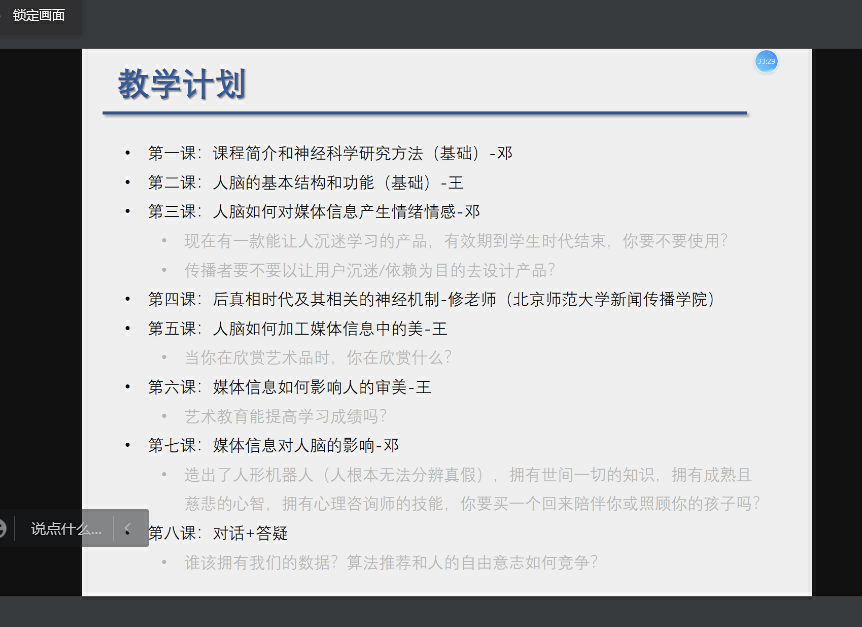 锁定画面
33:29
教学计划
• 第一课：课程简介和神经科学研究方法（基础）-邓
• 第二课：人脑的基本结构和功能（基础）-王
• 第三课：人脑如何对媒体信息产生情绪情感-邓
• 现在有一款能让人沉迷学习的产品，有效期到学生时代结束，你要不要使用？
• 传播者要不要以让用户沉迷/依赖为目的去设计产品？
• 第四课：后真相时代及其相关的神经机制-修老师（北京师范大学新闻传播学院）
• 第五课：人脑如何加工媒体信息中的美-王
• 当你在欣赏艺术品时，你在欣赏什么？
• 第六课：媒体信息如何影响人的审美-王
• 艺术教育能提高学习成绩吗？
• 第七课：媒体信息对人脑的影响-邓
• 造出了人形机器人（人根本无法分辨真假），拥有世间一切的知识，拥有成熟且
慈悲的心智，拥有心理咨询师的技能，你要买一个回来陪伴你或照顾你的孩子吗？
说点什么...
• 第八课：对话+答疑
• 谁该拥有我们的数据？算法推荐和人的自由意志如何竞争？